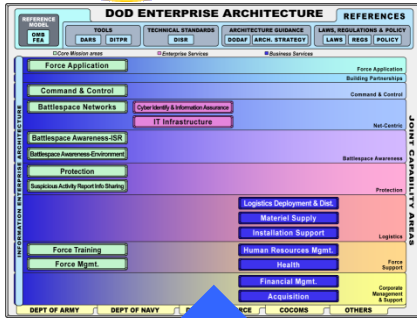 DOD ENTERPRISE ARCHITECTURE
REFERENCES
REFERENCE MODEL
OMB FEA
TOOLS
DARS
DITPR
TECHNICAL STANDARDS
DISR
ARCHITECTURE GUIDANCE
DODAF
ARCH. STRATEGY
LAWS, REGULATIONS & POLICY
LAWS
REGS
POLICY
Core Mission areas
Enterprise Services
Business Services
INFORMATION ENTERPRISE ARCHITECTURE
JOINT CAPABILITY AREAS
Force Application
Force Application
Building Partnerships
Command & Control
Command & Control
Battlespace Networks
Cyber Identify & Information Assurance
IT Infrastructure
Net-Centric
Battlespace Awareness-ISR
Battlespace Awareness-Environment
Battlespace Awareness
Protection
Suspicious Activity Report Info Sharing
Protection
Logistics Deployment & Dist.
Materiel Supply
Installation Support
Logistics
Force Training
Human Resources Mgmt.
Force Mgmt.
Health
Force Support
Financial Mgmt.
Acquisition
Corporate Management & Support
DEPT OF ARMY
DEPT OF NAVY
COCOMS
OTHERS